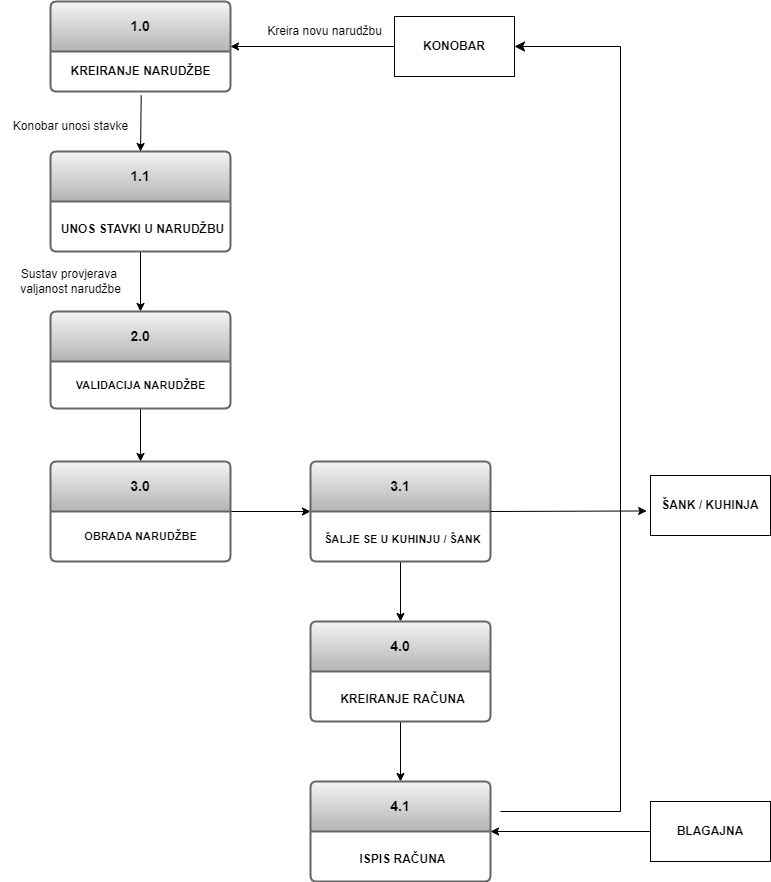 1.0
KREIRANJE NARUDŽBE
Kreira novu narudžbu
KONOBAR
Konobar unosi stavke
1.1
UNOS STAVKI U NARUDŽBU
Sustav provjerava
valjanost narudžbe
2.0
VALIDACIJA NARUDŽBE
3.0
OBRADA NARUDŽBE
3.1
ŠALJE SE U KUHINJU / ŠANK
ŠANK / KUHINJA
4.0
KREIRANJE RAČUNA
4.1
ISPIS RAČUNA
BLAGAJNA